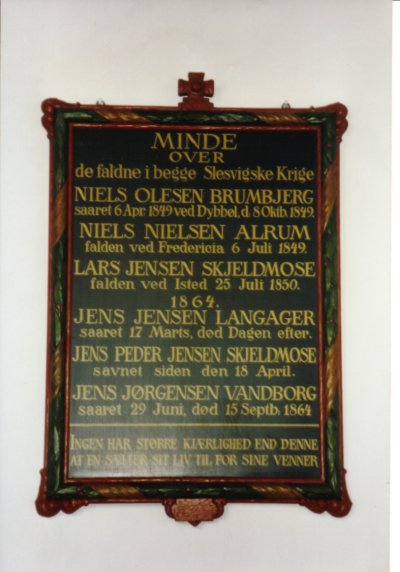 MINDE
OVER
de faldne i begge Slesvigske Krige
NIELS OLESEN BRUMBJERG
saaret 6 Apr 1849 ved Dybbøl, d. 8 Oktb. 1849.
NIELS NIELSEN ALRUM
falden ved Fredericia 6 Juli 1849.
LARS JENSEN SKJELDMOSE
falden ved Isted 25 Juli 1850.
1864.
JENS JENSEN LANGAGER
saaret 17 Marts, død Dagen efter.
JENS PEDER JENSEN SKJELDMOSE
savnet siden den 18 April.
JENS JØRGENSEN VANDBORG
saaret 29 Juni, død 15 Septb. 1864
INGEN HAR STØRRE KJÆRLIGHED END DENNE
AT EN SÆTTER SIT LIV TIL FOR SINE VENNER